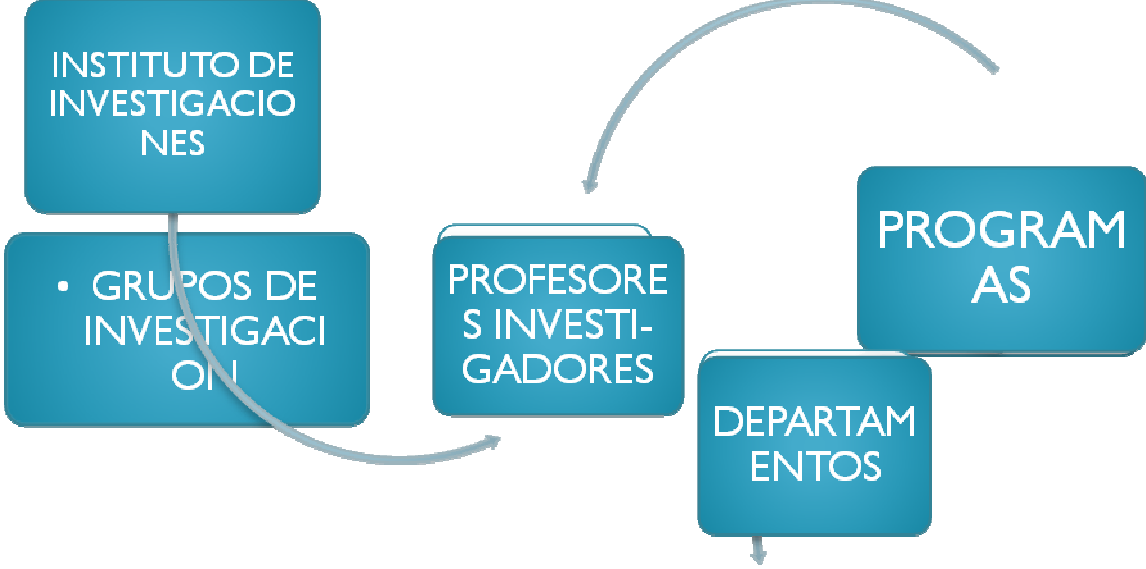 INSTITUTO DE
INVESTIGACIO
NES
• GRUPOS DE
INVESTIGACI
ON
PROFESORE
S INVESTI-
GADORES
PROGRAM
AS
DEPARTAM
ENTOS